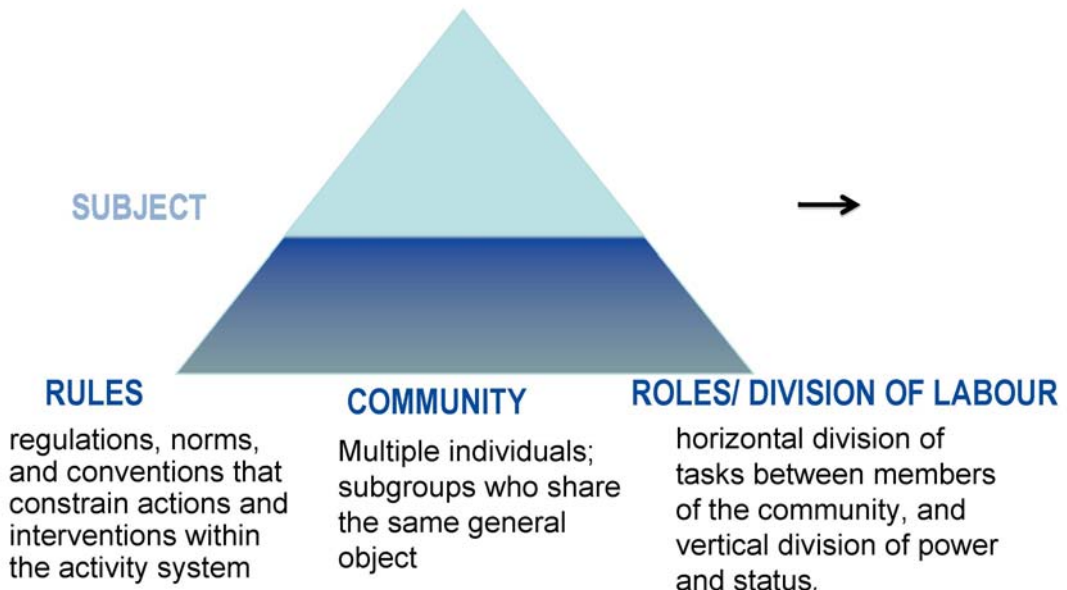 SUBJECT
RULES
regulations, norms,
and conventions that
constrain actions and
interventions within
the activity system
COMMUNITY
Multiple individuals;
subgroups who share
the same general
object
ROLES/ DIVISION OF LABOUR
horizontal division of
tasks between members
of the community, and
vertical division of power
and status.